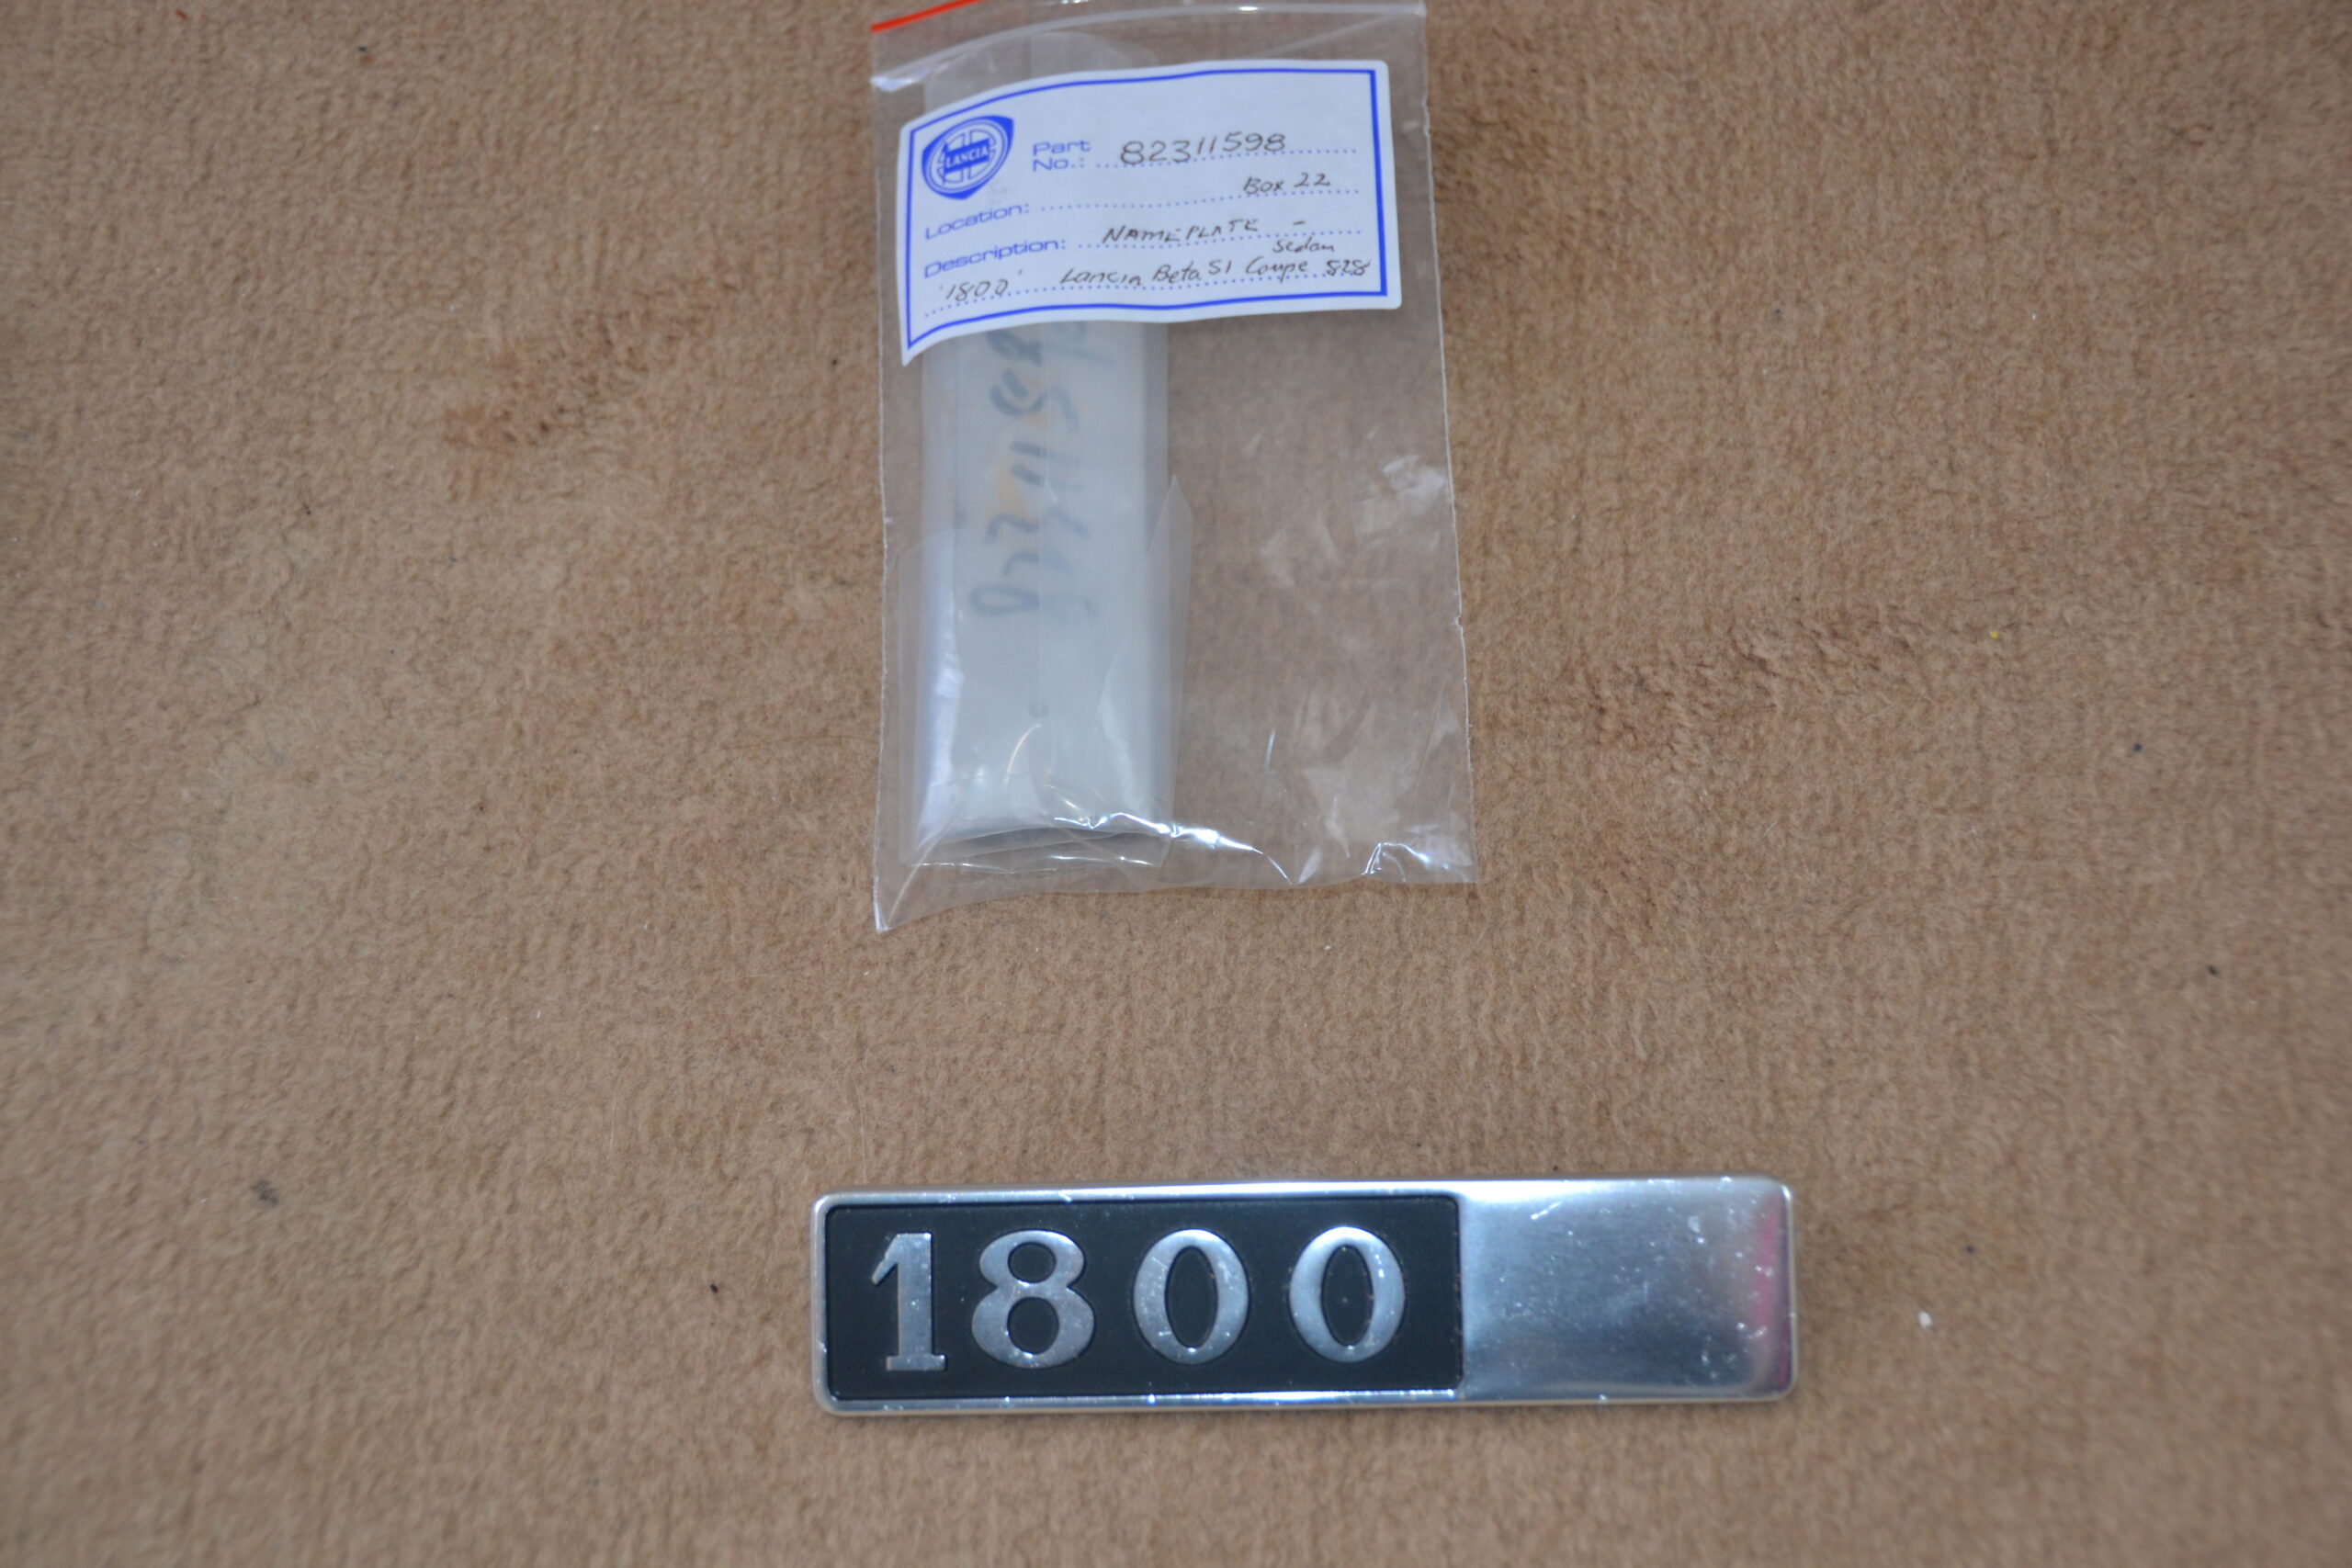 LANCIA
Part
No.: 82311598
Location: Box 22
Description: NAMEPLATE -
Sedan
'1800' Lancia Beta S1 Coupe 828
1800